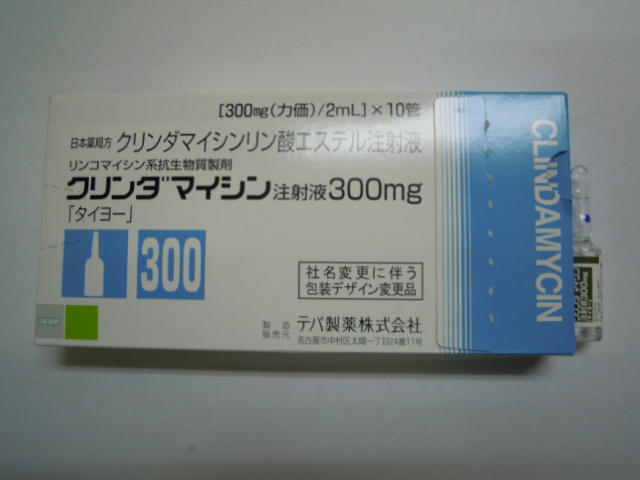 [300mg(力価)/2mL]×10管
日本薬局方 クリンダマイシンリン酸エステル注射液
リンコマイシン系抗生物質製剤
クリンダマイシン注射液300mg
「タイヨー」
300
社名変更に伴う
包装デザイン変更品
製造
販売元 テバ製薬株式会社
名古屋市中村区太閤一丁目24番11号
CLINDAMYCIN